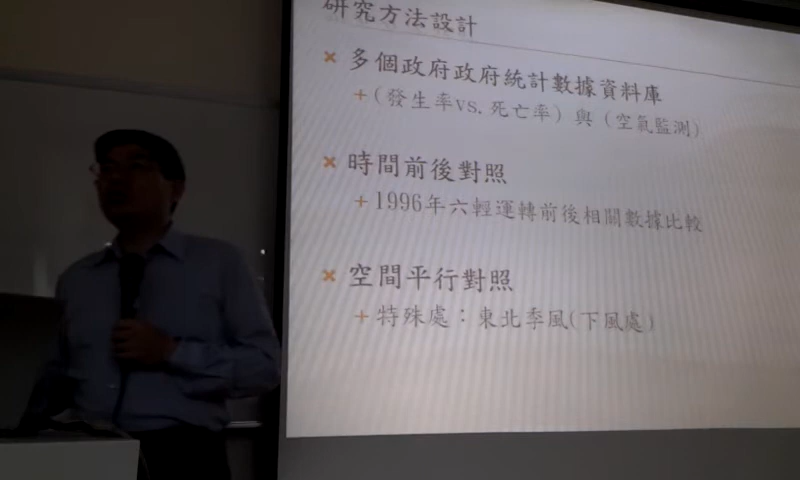 研究方法設計
× 多個政府政府統計數據資料庫
+(發生率vs.死亡率) 與 (空氣監測)
× 時間前後對照
+1996年六輕運轉前後相關數據比較
× 空間平行對照
+特殊處：東北季風(下風處)